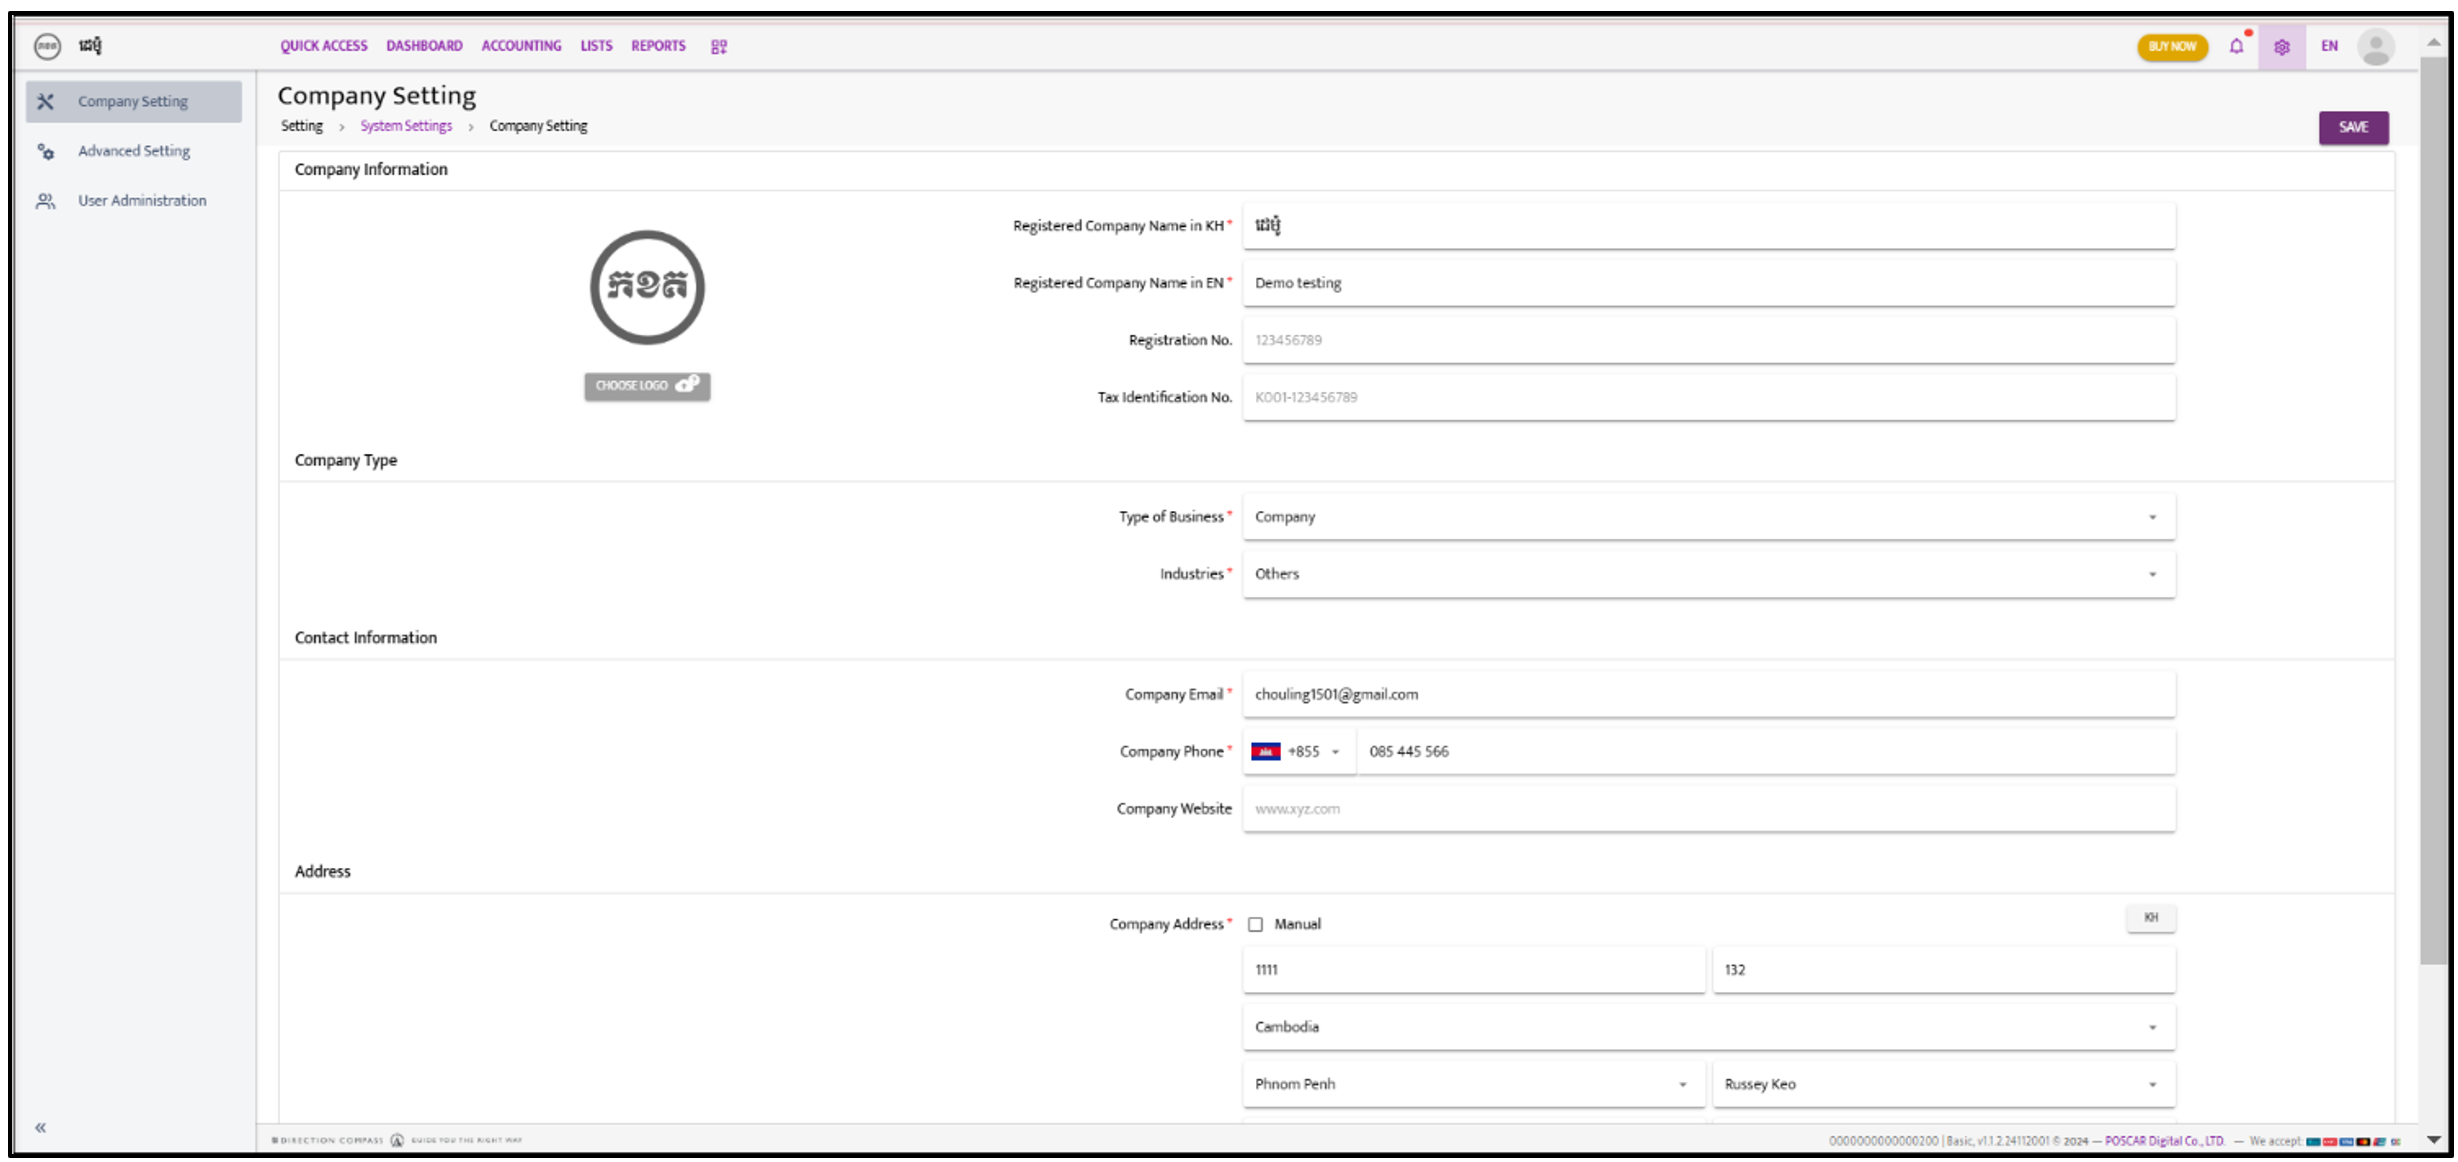 ដេម៉ូ QUICK ACCESS DASHBOARD ACCOUNTING LISTS REPORTS BUY NOW EN
Company Setting
Advanced Setting
User Administration
Company Setting
Setting > System Settings > Company Setting
SAVE
Company Information
កខគ
CHOOSE LOGO
Registered Company Name in KH * ដេម៉ូ
Registered Company Name in EN * Demo testing
Registration No. 123456789
Tax Identification No. K001-123456789
Company Type
Type of Business * Company
Industries * Others
Contact Information
Company Email * chouling1501@gmail.com
Company Phone * +855 085 445 566
Company Website www.xyz.com
Address
Company Address * Manual KH
1111 132
Cambodia
Phnom Penh Russey Keo
«
DIRECTION COMPASS GUIDE YOU THE RIGHT WAY
0000000000000200 | Basic, v1.1.2.24112001 © 2024 — POSCAR Digital Co., LTD. — We accept: